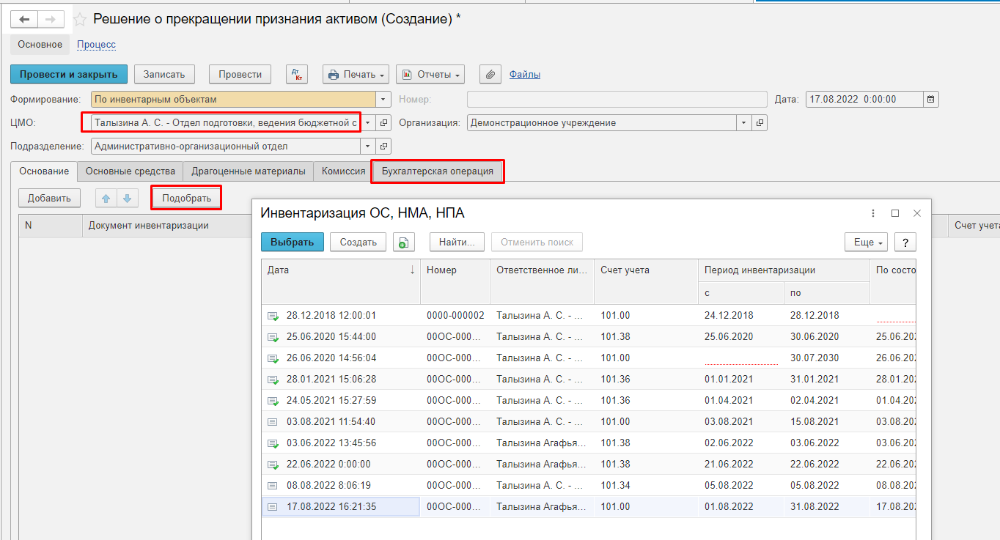 Решение о прекращении признания активом (Создание) *
Основное Процесс
Провести и закрыть Записать Провести Дт Кт Печать Отчеты Файлы
Формирование: По инвентарным объектам Номер: Дата: 17.08.2022 0:00:00
ЦМО: Талызина А. С. - Отдел подготовки, ведения бюджетной с Организация: Демонстрационное учреждение
Подразделение: Административно-организационный отдел
Основание Основные средства Драгоценные материалы Комиссия Бухгалтерская операция
Добавить Подобрать
N Документ инвентаризации Счет учета
Инвентаризация ОС, НМА, НПА
Выбрать Создать Найти... Отменить поиск Еще ?
Дата Номер Ответственное ли... Счет учета Период инвентаризации По состо
с по
28.12.2018 12:00:01 0000-000002 Талызина А. С. - ... 101.00 24.12.2018 28.12.2018
25.06.2020 15:44:00 00ОС-000... Талызина А. С. - ... 101.38 25.06.2020 30.06.2020 25.06.202
26.06.2020 14:56:04 00ОС-000... Талызина А. С. - ... 101.00 30.07.2030 26.06.202
28.01.2021 15:06:28 00ОС-000... Талызина А. С. - ... 101.36 01.01.2021 31.01.2021 28.01.202
24.05.2021 15:27:59 00ОС-000... Талызина А. С. - ... 101.36 01.04.2021 02.04.2021 01.04.202
03.08.2021 11:54:40 00ОС-000... Талызина А. С. - ... 101.00 03.08.2021 15.08.2021 03.08.202
03.06.2022 13:45:56 00ОС-000... Талызина Агафья... 101.38 02.06.2022 03.06.2022 03.06.202
22.06.2022 0:00:00 00ОС-000... Талызина Агафья... 101.38 21.06.2022 22.06.2022 22.06.202
08.08.2022 8:06:19 00ОС-000... Талызина А. С. - ... 101.34 05.08.2022 05.08.2022 08.08.202
17.08.2022 16:21:35 00ОС-000... Талызина Агафья... 101.00 01.08.2022 31.08.2022 17.08.202